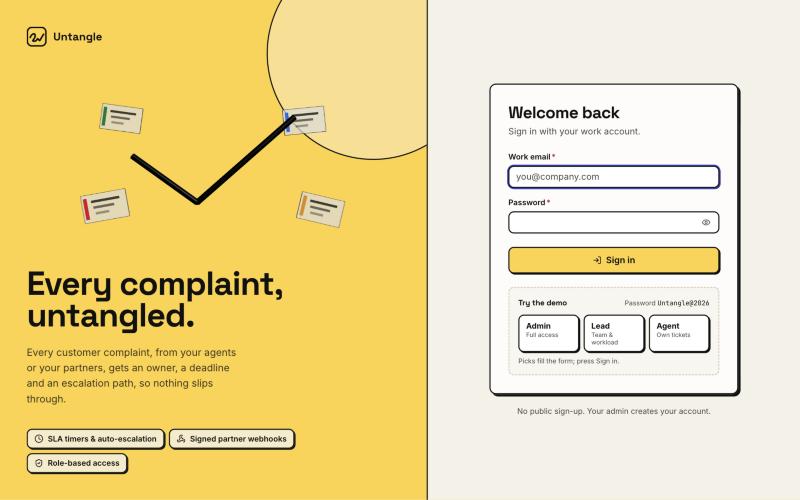 Untangle
Every complaint,
untangled.
Every customer complaint, from your agents
or your partners, gets an owner, a deadline
and an escalation path, so nothing slips
through.
SLA timers & auto-escalation
Signed partner webhooks
Role-based access
Welcome back
Sign in with your work account.
Work email *
you@company.com
Password *
Sign in
Try the demo
Password Untangle@2026
Admin
Full access
Lead
Team &
workload
Agent
Own tickets
Picks fill the form; press Sign in.
No public sign-up. Your admin creates your account.